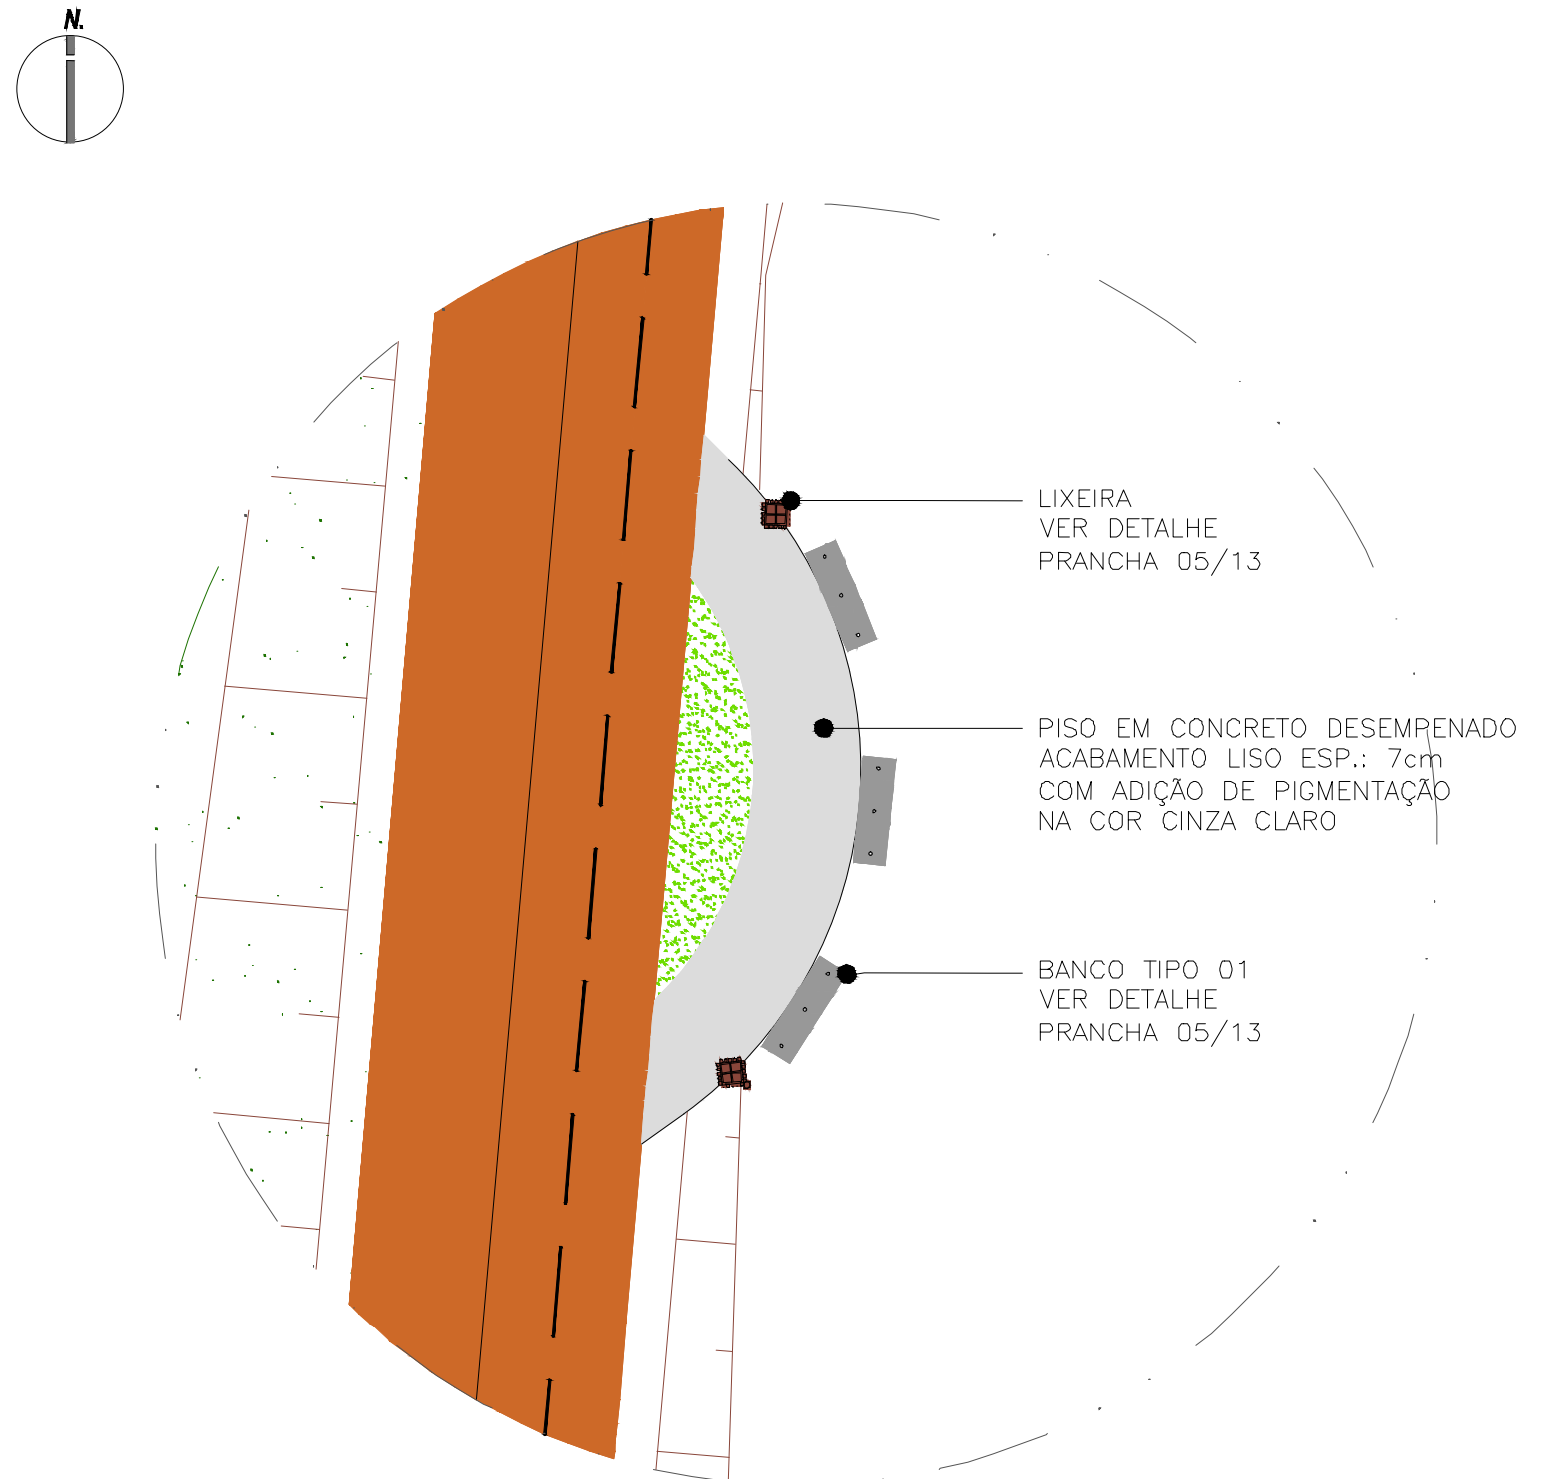 N.
LIXEIRA
VER DETALHE
PRANCHA 05/13
PISO EM CONCRETO DESEMPENADO
ACABAMENTO LISO ESP.: 7cm
COM ADIÇÃO DE PIGMENTAÇÃO
NA COR CINZA CLARO
BANCO TIPO 01
VER DETALHE
PRANCHA 05/13